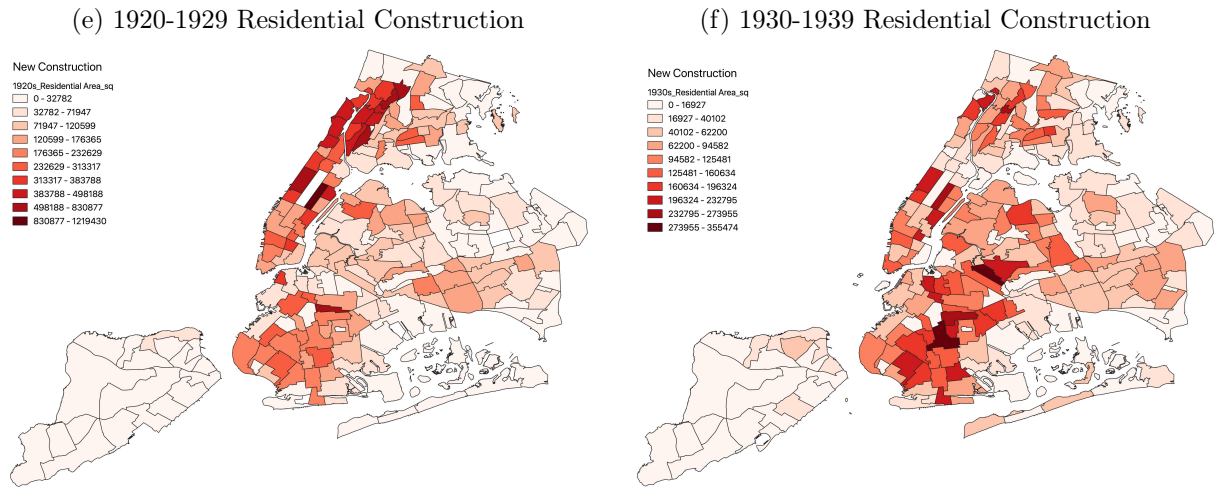 (e) 1920-1929 Residential Construction
New Construction
1920s_Residential Area_sq
0 - 32782
32782 - 71947
71947 - 120599
120599 - 176365
176365 - 232629
232629 - 313317
313317 - 383788
383788 - 498188
498188 - 830877
830877 - 1219430
(f) 1930-1939 Residential Construction
New Construction
1930s_Residential Area_sq
0 - 16927
16927 - 40102
40102 - 62200
62200 - 94582
94582 - 125481
125481 - 160634
160634 - 196324
196324 - 232795
232795 - 273955
273955 - 355474